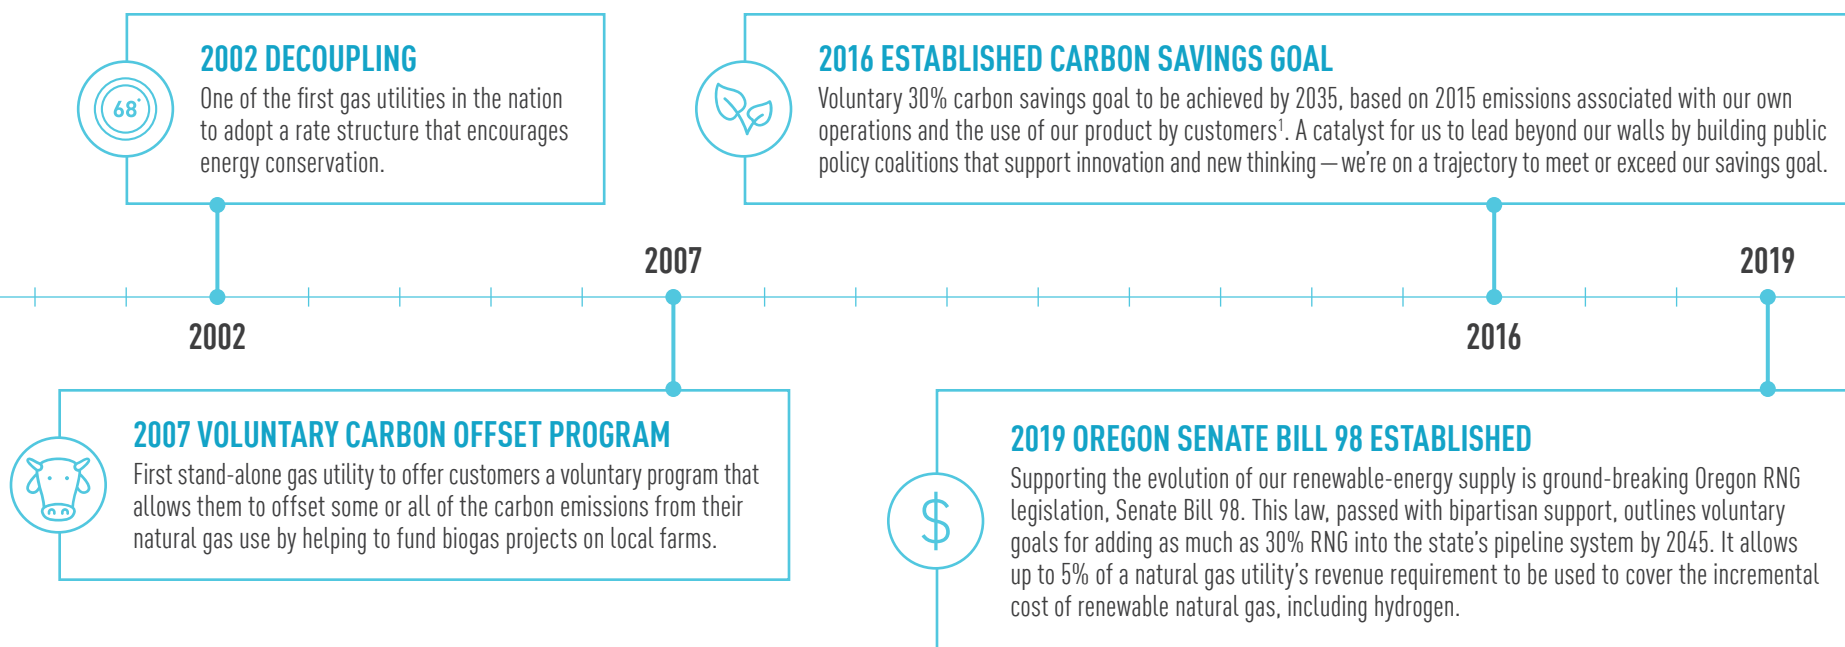 2002 DECOUPLING
One of the first gas utilities in the nation
to adopt a rate structure that encourages
energy conservation.
68°
2016 ESTABLISHED CARBON SAVINGS GOAL
Voluntary 30% carbon savings goal to be achieved by 2035, based on 2015 emissions associated with our own
operations and the use of our product by customers¹. A catalyst for us to lead beyond our walls by building public
policy coalitions that support innovation and new thinking — we're on a trajectory to meet or exceed our savings goal.
2007
2019
2002
2016
2007 VOLUNTARY CARBON OFFSET PROGRAM
First stand-alone gas utility to offer customers a voluntary program that
allows them to offset some or all of the carbon emissions from their
natural gas use by helping to fund biogas projects on local farms.
2019 OREGON SENATE BILL 98 ESTABLISHED
Supporting the evolution of our renewable-energy supply is ground-breaking Oregon RNG
legislation, Senate Bill 98. This law, passed with bipartisan support, outlines voluntary
goals for adding as much as 30% RNG into the state's pipeline system by 2045. It allows
up to 5% of a natural gas utility's revenue requirement to be used to cover the incremental
cost of renewable natural gas, including hydrogen.
$